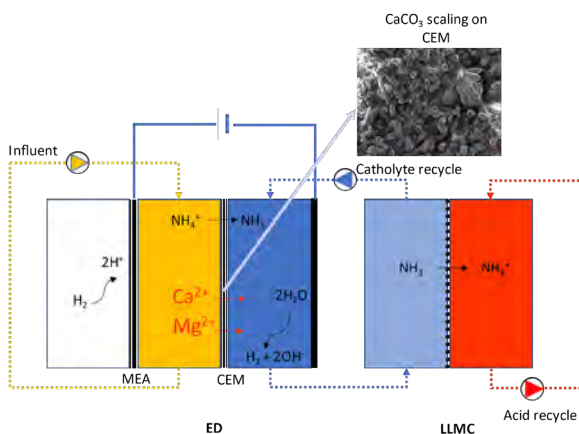 CaCO₃ scaling on
CEM
Influent
Catholyte recycle
NH₄⁺
NH₃
2H⁺
H₂
Ca²⁺
Mg²⁺
2H₂O
H₂ + 2OH⁻
NH₃
NH₄⁺
MEA
CEM
Acid recycle
ED
LLMC